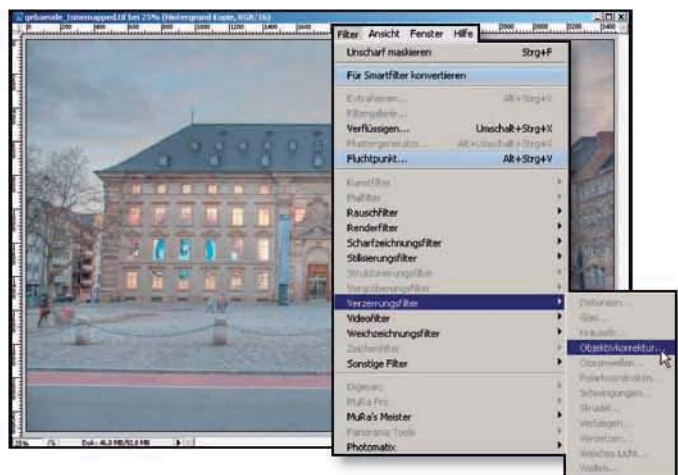 gebaeude_Tonemapped.tif bei 25% (Hintergrund Kopie, RGB/16)
Filter Ansicht Fenster Hilfe
Unscharf maskieren Strg+F
Für Smartfilter konvertieren
Extrahieren... Alt+Strg+X
Filtergalerie...
Verflüssigen... Umschalt+Strg+X
Mustergenerator... Alt+Umschalt+Strg+X
Fluchtpunkt... Alt+Strg+V
Kunstfilter
Malfilter
Rauschfilter
Renderfilter
Scharfzeichnungsfilter
Stilisierungsfilter
Strukturierungsfilter
Vergröberungsfilter
Verzerrungsfilter
Videofilter
Weichzeichnungsfilter
Zeichenfilter
Sonstige Filter
Digimarc
MuRa Pro
MuRa's Meister
Panorama Tools
Photomatix
Distorsion...
Glas...
Kräuseln...
Objektivkorrektur...
Ozeanwellen...
Polarkoordinaten...
Schwingungen...
Strudel...
Verbiegen...
Versetzen...
Weiches Licht...
Wellen...
25% Dok: 46,0 MB/92,0 MB